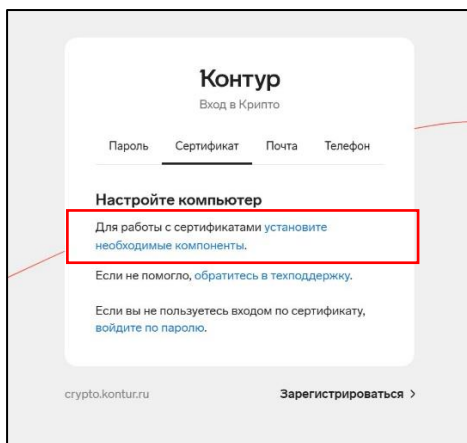 Контур
Вход в Крипто
Пароль Сертификат Почта Телефон
Настройте компьютер
Для работы с сертификатами установите
необходимые компоненты.
Если не помогло, обратитесь в техподдержку.
Если вы не пользуетесь входом по сертификату,
войдите по паролю.
crypto.kontur.ru Зарегистрироваться >